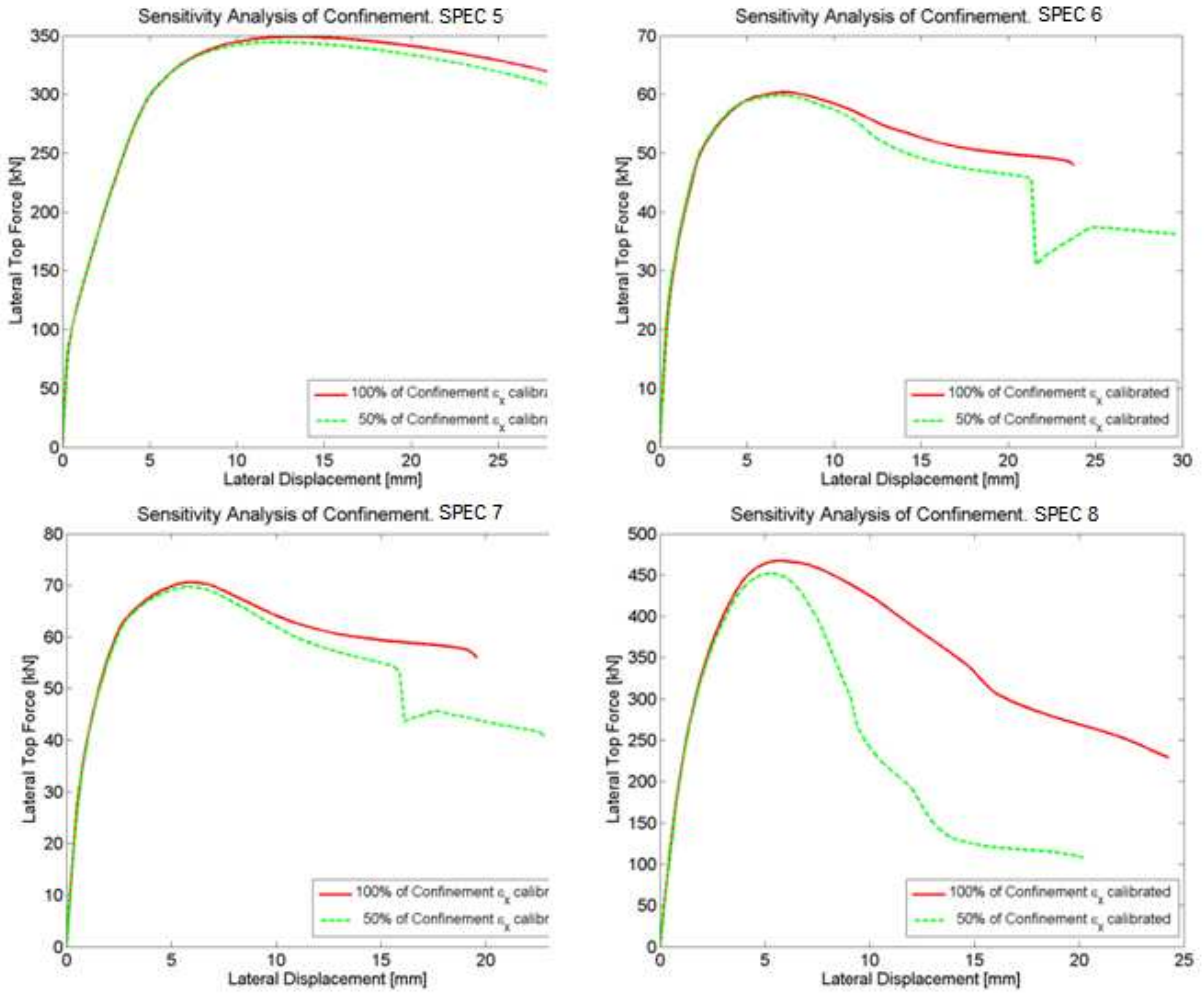 Sensitivity Analysis of Confinement. SPEC 5
350
300
250
200
150
100
50
0
Lateral Top Force [kN]
100% of Confinement εx calibra
50% of Confinement εx calibra
0 5 10 15 20 25
Lateral Displacement [mm]
Sensitivity Analysis of Confinement. SPEC 6
70
60
50
40
30
20
10
0
Lateral Top Force [kN]
100% of Confinement εx calibrated
50% of Confinement εx calibrated
0 5 10 15 20 25 30
Lateral Displacement [mm]
Sensitivity Analysis of Confinement. SPEC 7
80
70
60
50
40
30
20
10
0
Lateral Top Force [kN]
100% of Confinement εx calibr
50% of Confinement εx calibr
0 5 10 15 20
Lateral Displacement [mm]
Sensitivity Analysis of Confinement. SPEC 8
500
450
400
350
300
250
200
150
100
50
0
Lateral Top Force [kN]
100% of Confinement εx calibrated
50% of Confinement εx calibrated
0 5 10 15 20 25
Lateral Displacement [mm]